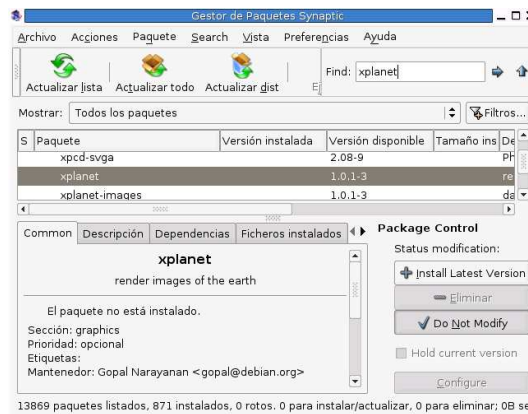 Gestor de Paquetes Synaptic
Archivo Acciones Paquete Search Vista Preferencias Ayuda
Actualizar lista Actualizar todo Actualizar dist
Find: xplanet
Mostrar: Todos los paquetes Filtros...
S Paquete Versión instalada Versión disponible Tamaño ins De
xpcd-svga 2.08-9 Ph
xplanet 1.0.1-3 re
xplanet-images 1.0.1-3 da
Common Descripción Dependencias Ficheros instalados
Package Control
xplanet
render images of the earth
El paquete no está instalado.
Sección: graphics
Prioridad: opcional
Etiquetas:
Mantenedor: Gopal Narayanan <gopal@debian.org>
Status modification:
Install Latest Version
Eliminar
Do Not Modify
Hold current version
Configure
13869 paquetes listados, 871 instalados, 0 rotos. 0 para instalar/actualizar, 0 para eliminar; 0B se